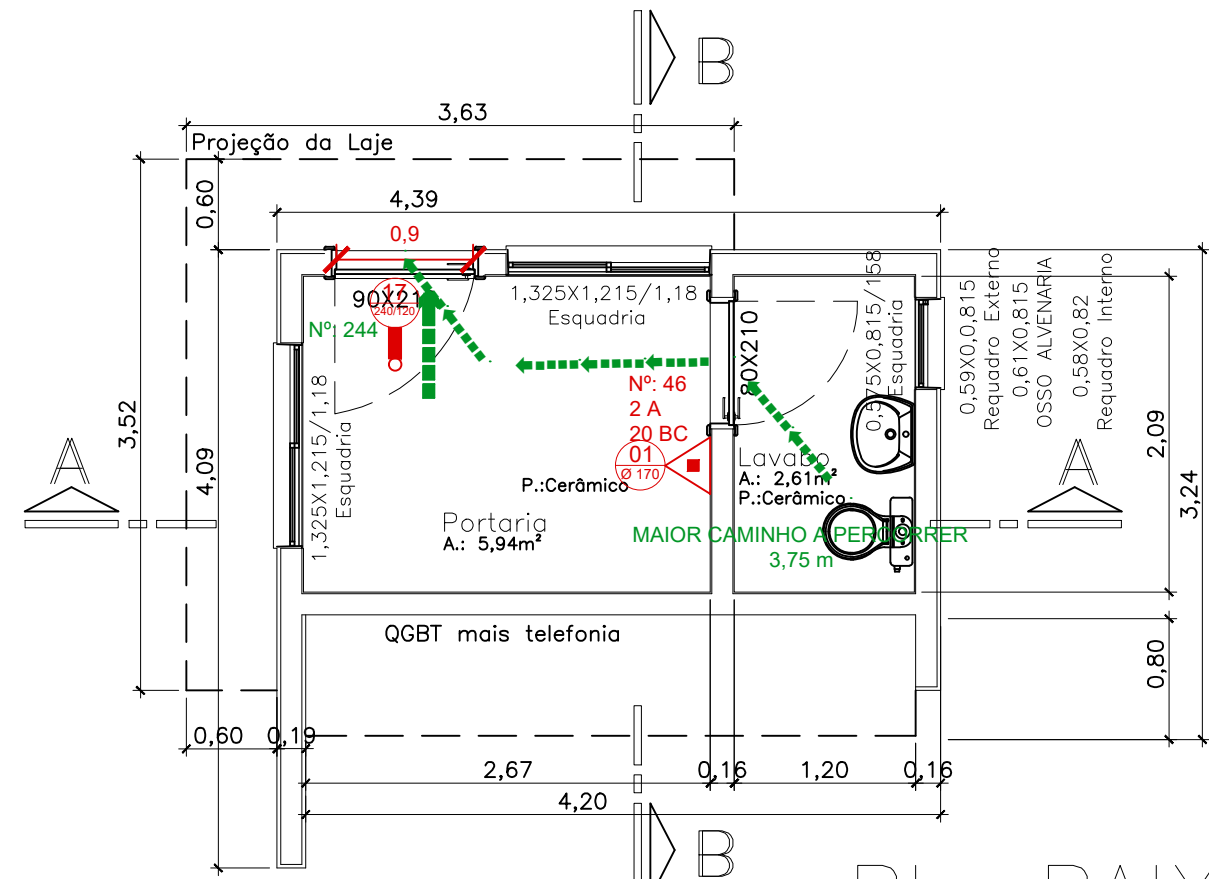 B
3,63
Projeção da Laje
0,60
4,39
0,9
90X21
17
240/120
Nº: 244
1,325X1,215/1,18
Esquadria
80X210
0,575X0,815/158
Esquadria
0,59X0,815
Requadro Externo
0,61X0,815
OSSO ALVENARIA
0,58X0,82
Requadro Interno
3,52
4,09
1,325X1,215/1,18
Esquadria
Nº: 46
2 A
20 BC
01
Ø 170
A
A
2,09
3,24
Lavabo
A.: 2,61m²
P.:Cerâmico
P.:Cerâmico
Portaria
A.: 5,94m²
MAIOR CAMINHO A PERCORRER
3,75 m
QGBT mais telefonia
0,80
0,60
0,19
2,67
0,16
1,20
0,16
4,20
B